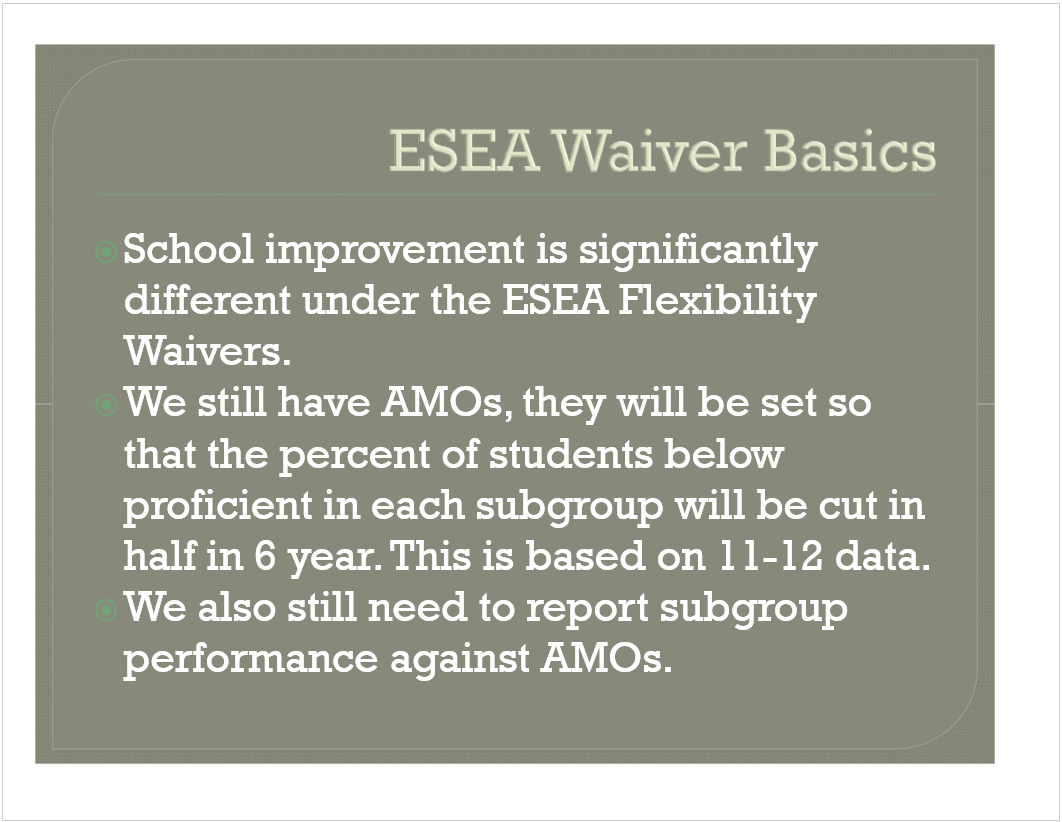 ESEA Waiver Basics
School improvement is significantly
different under the ESEA Flexibility
Waivers.
We still have AMOs, they will be set so
that the percent of students below
proficient in each subgroup will be cut in
half in 6 year. This is based on 11-12 data.
We also still need to report subgroup
performance against AMOs.